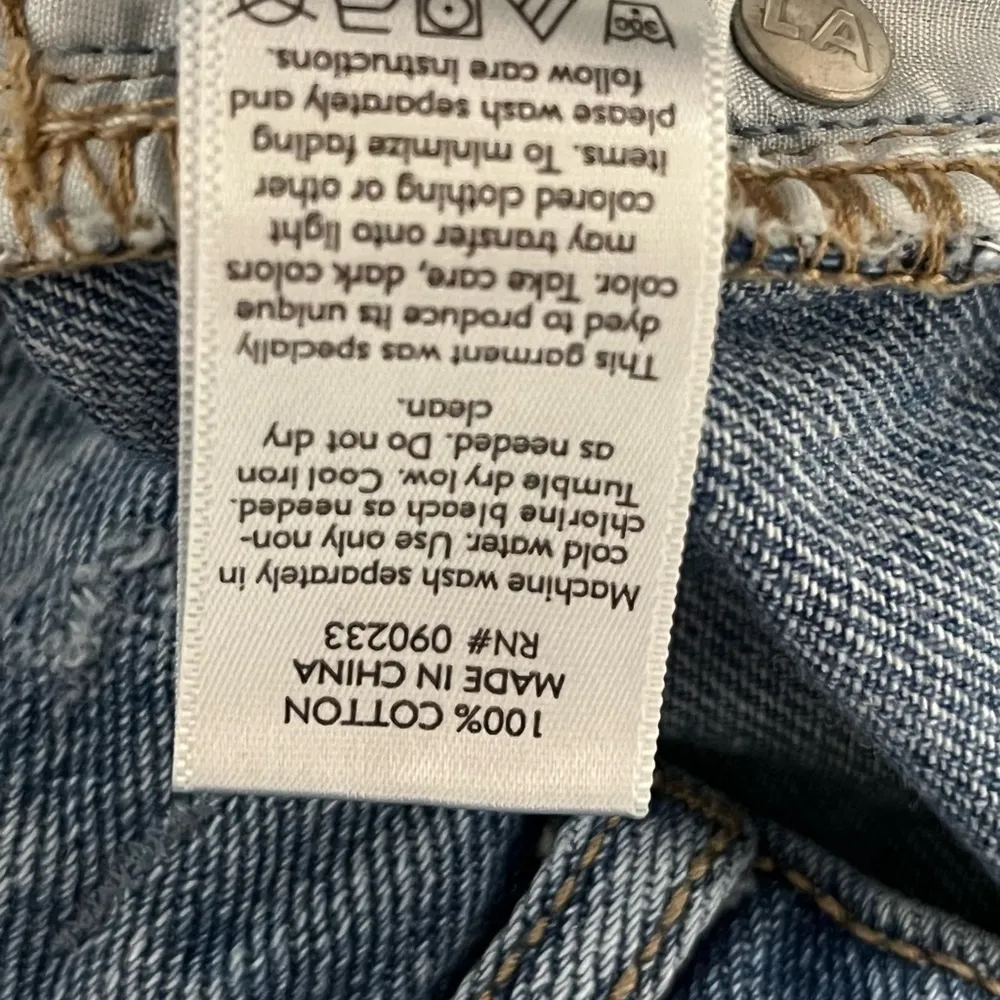 100% COTTON
MADE IN CHINA
RN# 090233
Machine wash separately in
cold water. Use only non-
chlorine bleach as needed.
Tumble dry low. Cool iron
as needed. Do not dry
clean.
This garment was specially
dyed to produce its unique
color. Take care, dark colors
may transfer onto light
colored clothing or other
items. To minimize fading
please wash separately and
follow care instructions.
LA